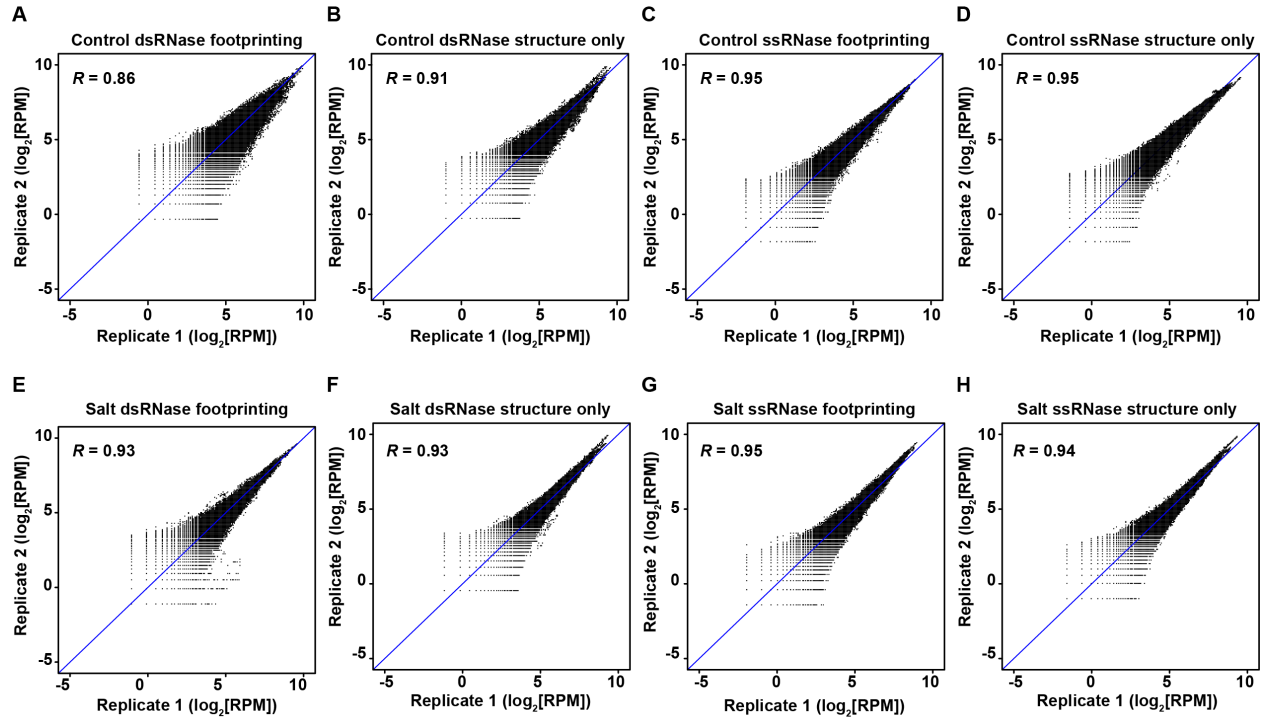 A
Control dsRNase footprinting
R = 0.86
10
5
0
-5
Replicate 2 (log2[RPM])
-5 0 5 10
Replicate 1 (log2[RPM])
B
Control dsRNase structure only
R = 0.91
10
5
0
-5
Replicate 2 (log2[RPM])
-5 0 5 10
Replicate 1 (log2[RPM])
C
Control ssRNase footprinting
R = 0.95
10
5
0
-5
Replicate 2 (log2[RPM])
-5 0 5 10
Replicate 1 (log2[RPM])
D
Control ssRNase structure only
R = 0.95
10
5
0
-5
Replicate 2 (log2[RPM])
-5 0 5 10
Replicate 1 (log2[RPM])
E
Salt dsRNase footprinting
R = 0.93
10
5
0
-5
Replicate 2 (log2[RPM])
-5 0 5 10
Replicate 1 (log2[RPM])
F
Salt dsRNase structure only
R = 0.93
10
5
0
-5
Replicate 2 (log2[RPM])
-5 0 5 10
Replicate 1 (log2[RPM])
G
Salt ssRNase footprinting
R = 0.95
10
5
0
-5
Replicate 2 (log2[RPM])
-5 0 5 10
Replicate 1 (log2[RPM])
H
Salt ssRNase structure only
R = 0.94
10
5
0
-5
Replicate 2 (log2[RPM])
-5 0 5 10
Replicate 1 (log2[RPM])